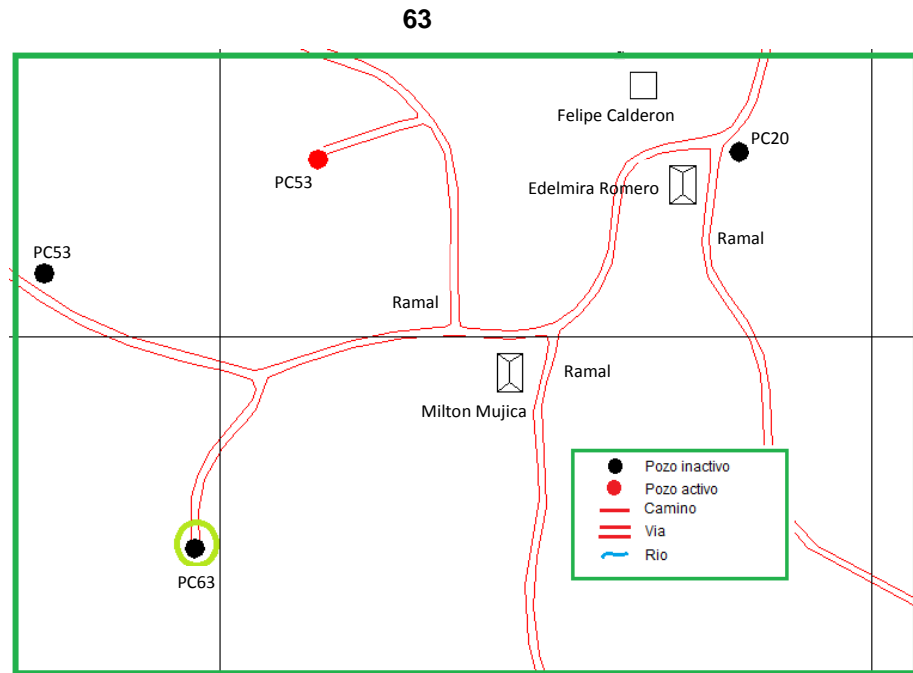 63
Felipe Calderon
PC20
PC53
Edelmira Romero
PC53
Ramal
Ramal
Ramal
Milton Mujica
Pozo inactivo
Pozo activo
Camino
Via
Rio
PC63